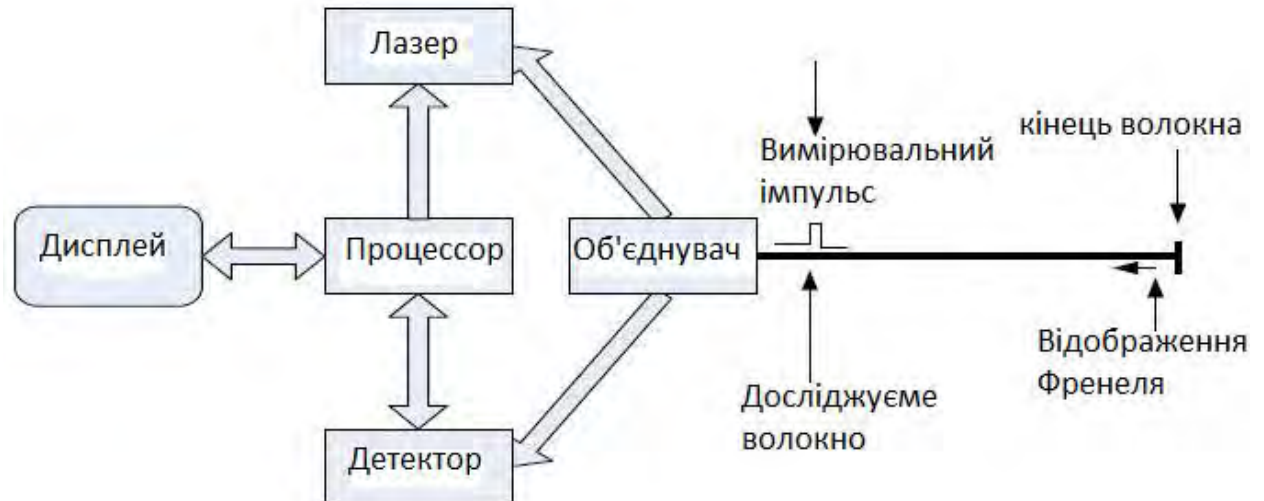 Лазер
кінець волокна
Вимірювальний
імпульс
Дисплей
Процессор
Об'єднувач
Відображення
Френеля
Досліджуєме
волокно
Детектор